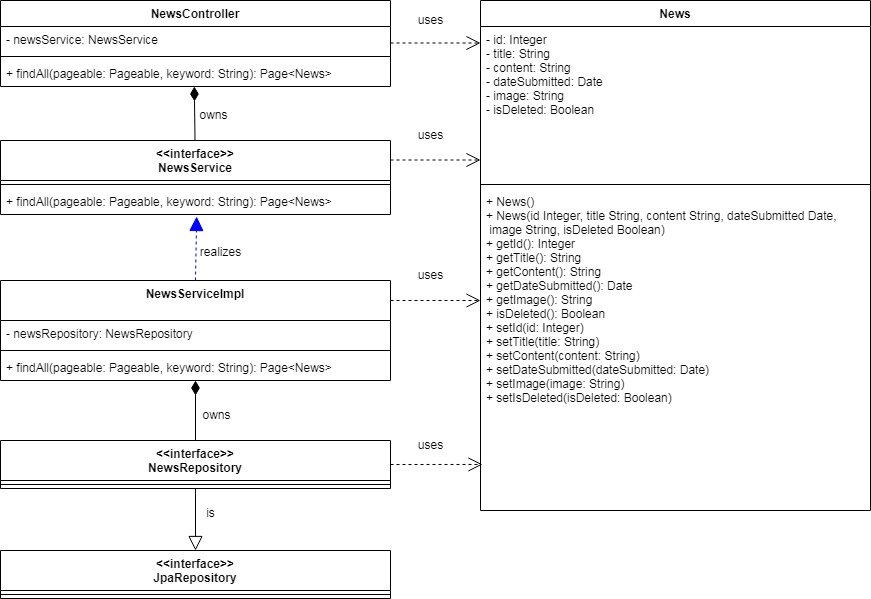 NewsController
- newsService: NewsService
+ findAll(pageable: Pageable, keyword: String): Page<News>
owns
<<interface>>
NewsService
+ findAll(pageable: Pageable, keyword: String): Page<News>
realizes
NewsServiceImpl
- newsRepository: NewsRepository
+ findAll(pageable: Pageable, keyword: String): Page<News>
owns
<<interface>>
NewsRepository
is
<<interface>>
JpaRepository
uses
uses
uses
uses
News
- id: Integer
- title: String
- content: String
- dateSubmitted: Date
- image: String
- isDeleted: Boolean
+ News()
+ News(id Integer, title String, content String, dateSubmitted Date,
image String, isDeleted Boolean)
+ getId(): Integer
+ getTitle(): String
+ getContent(): String
+ getDateSubmitted(): Date
+ getImage(): String
+ isDeleted(): Boolean
+ setId(id: Integer)
+ setTitle(title: String)
+ setContent(content: String)
+ setDateSubmitted(dateSubmitted: Date)
+ setImage(image: String)
+ setIsDeleted(isDeleted: Boolean)